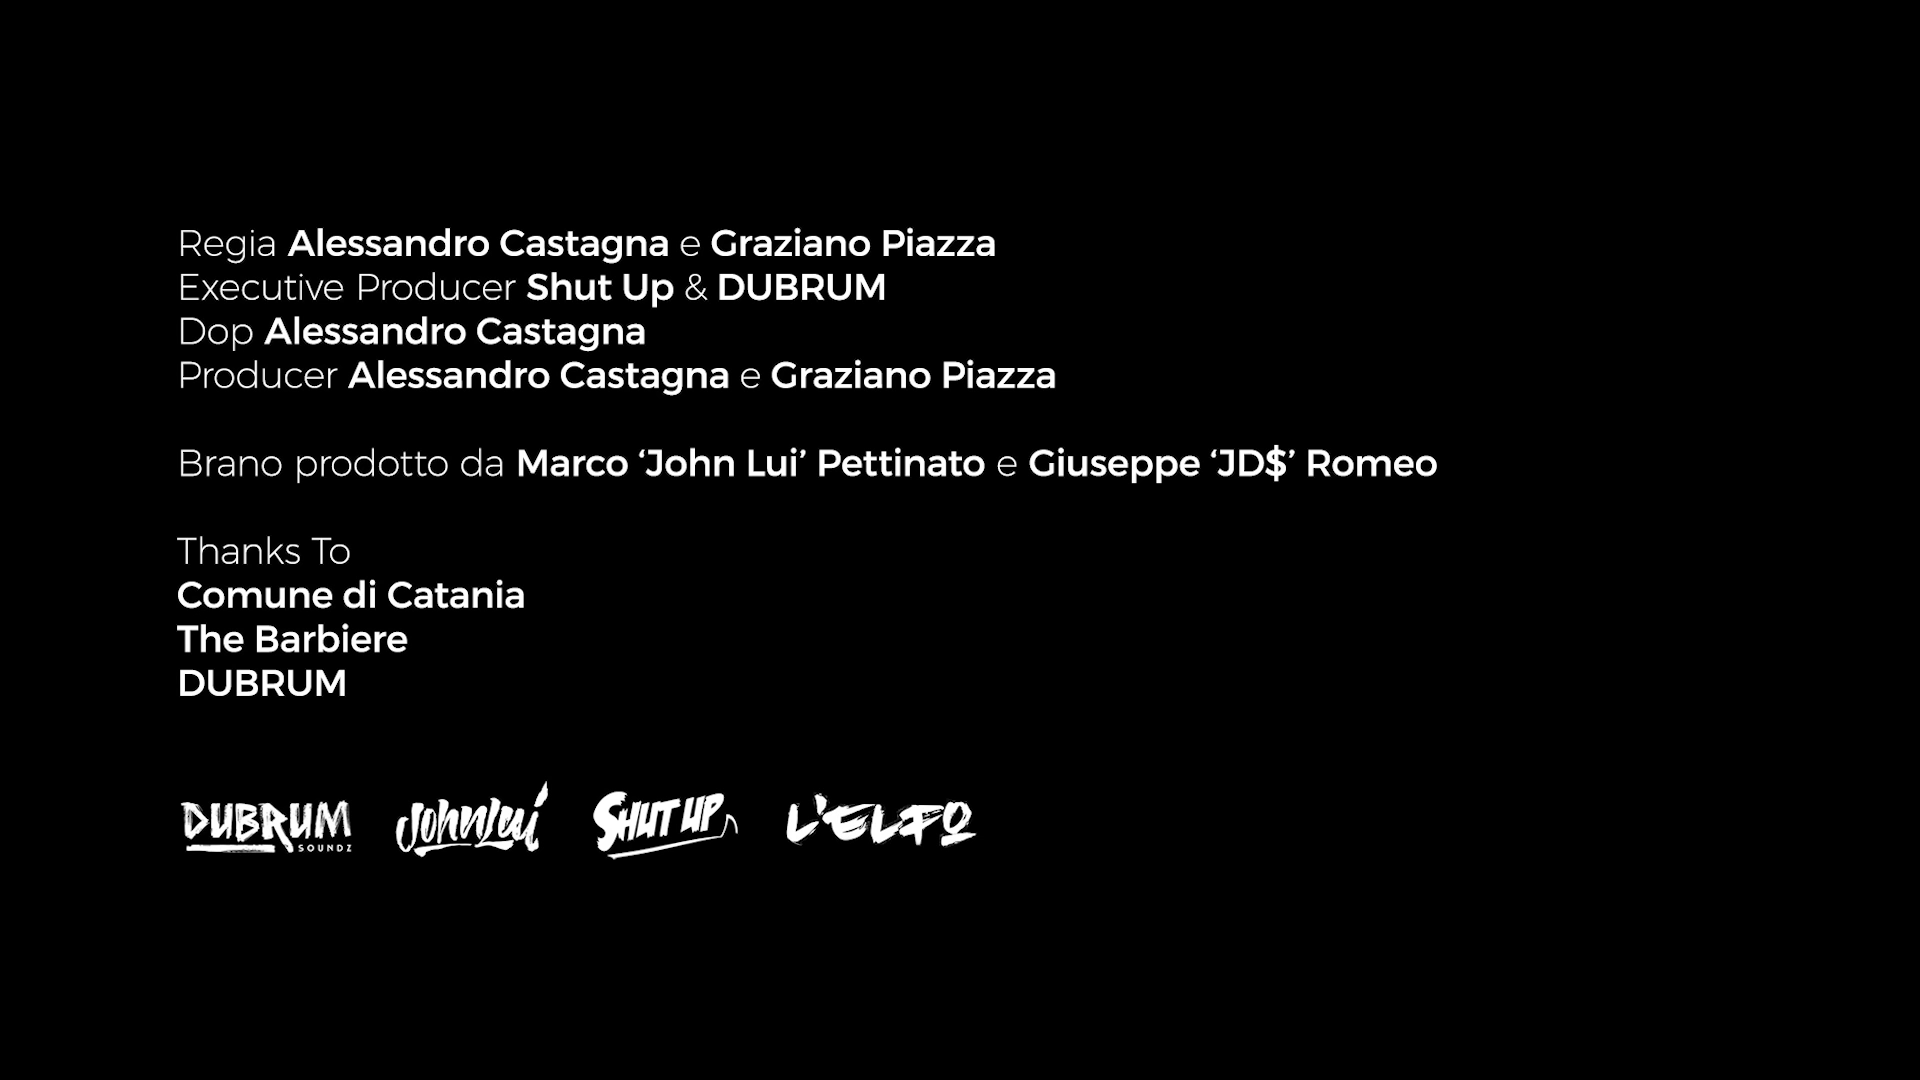 Regia Alessandro Castagna e Graziano Piazza
Executive Producer Shut Up & DUBRUM
Dop Alessandro Castagna
Producer Alessandro Castagna e Graziano Piazza
Brano prodotto da Marco ‘John Lui’ Pettinato e Giuseppe ‘JD$’ Romeo
Thanks To
Comune di Catania
The Barbiere
DUBRUM
DUBRUM SOUNDZ JohnLui SHUT UP L'ELFO